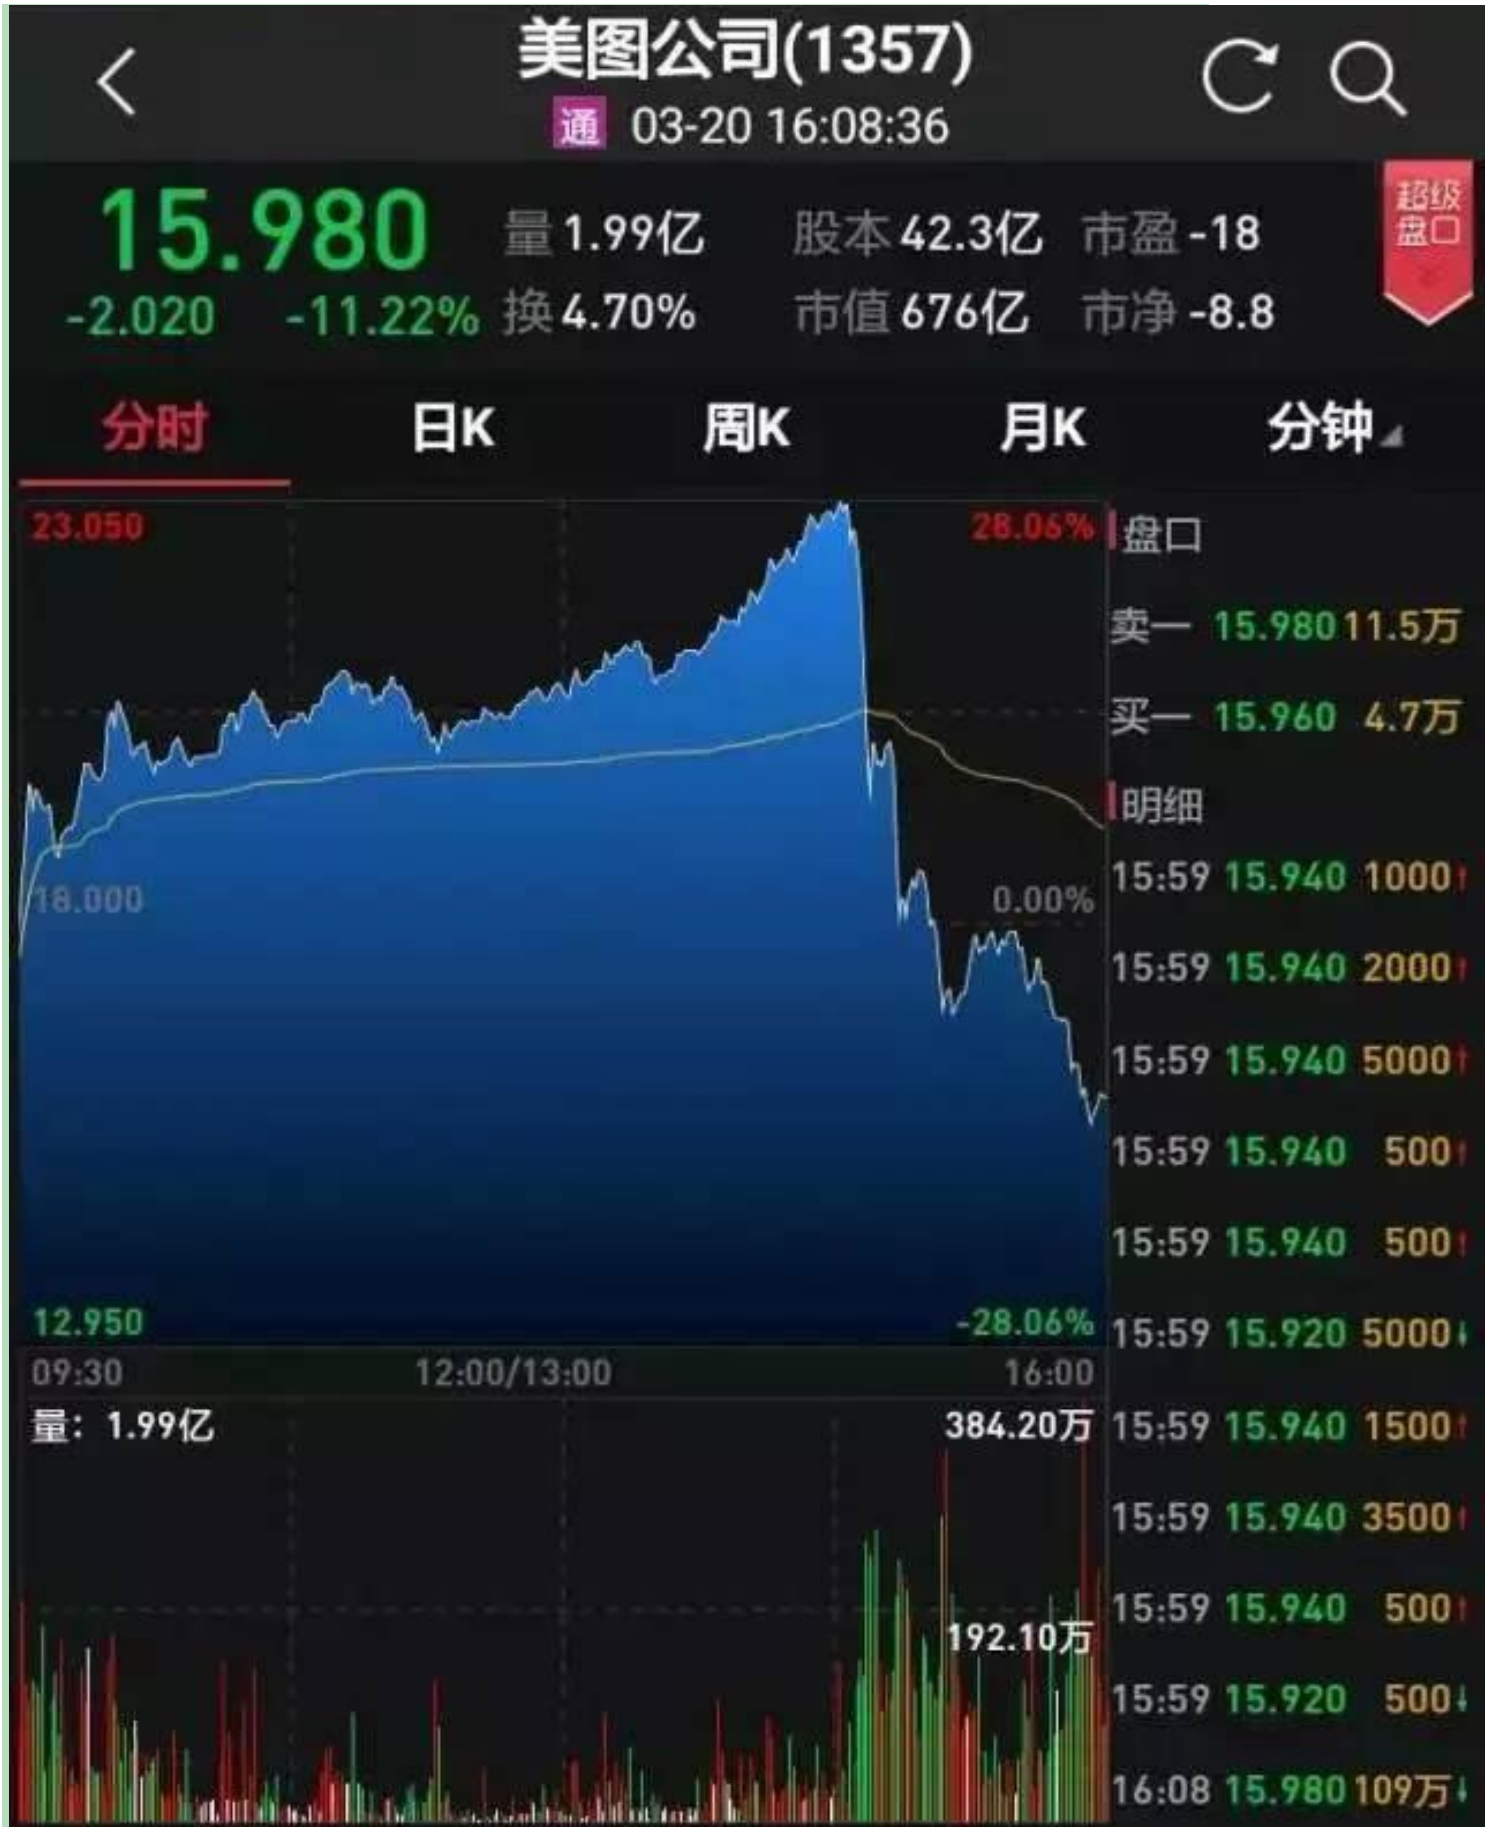 美图公司(1357)
通 03-20 16:08:36
超级
盘口
15.980 量 1.99亿 股本 42.3亿 市盈 -18
-2.020 -11.22% 换 4.70% 市值 676亿 市净 -8.8
分时 日K 周K 月K 分钟
23.050 28.06%
18.000 0.00%
12.950 -28.06%
09:30 12:00/13:00 16:00
量: 1.99亿 384.20万
192.10万
盘口
卖一 15.980 11.5万
买一 15.960 4.7万
明细
15:59 15.940 1000↑
15:59 15.940 2000↑
15:59 15.940 5000↑
15:59 15.940 500↑
15:59 15.940 500↑
15:59 15.920 5000↓
15:59 15.940 1500↑
15:59 15.940 3500↑
15:59 15.940 500↑
15:59 15.920 500↓
16:08 15.980 109万↓